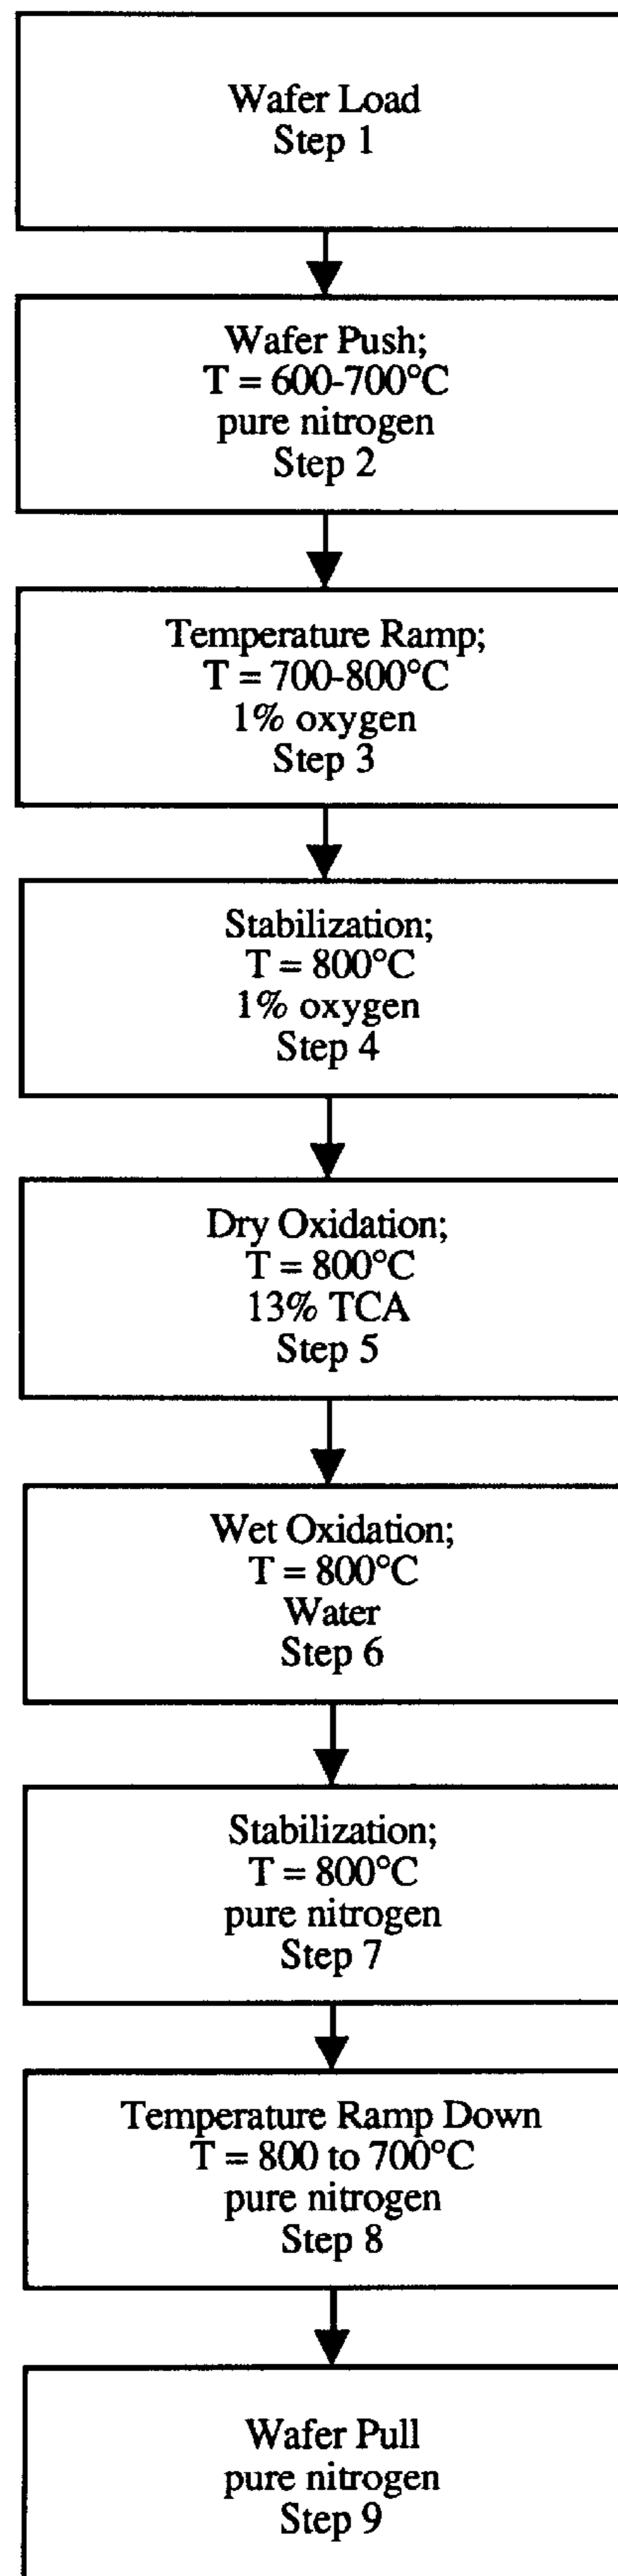 Wafer Load
Step 1
Wafer Push;
T = 600-700°C
pure nitrogen
Step 2
Temperature Ramp;
T = 700-800°C
1% oxygen
Step 3
Stabilization;
T = 800°C
1% oxygen
Step 4
Dry Oxidation;
T = 800°C
13% TCA
Step 5
Wet Oxidation;
T = 800°C
Water
Step 6
Stabilization;
T = 800°C
pure nitrogen
Step 7
Temperature Ramp Down
T = 800 to 700°C
pure nitrogen
Step 8
Wafer Pull
pure nitrogen
Step 9